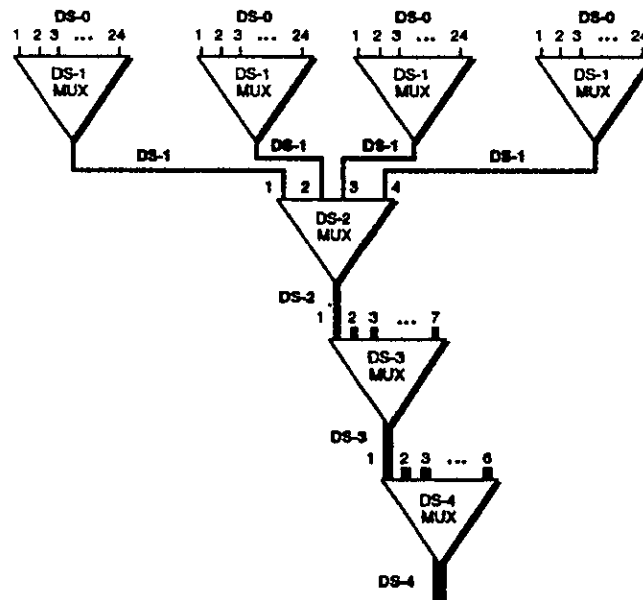 DS-0 DS-0 DS-0 DS-0
1 2 3 ... 24 1 2 3 ... 24 1 2 3 ... 24 1 2 3 ... 24
DS-1 DS-1 DS-1 DS-1
MUX MUX MUX MUX
DS-1 DS-1 DS-1 DS-1
1 2 3 4
DS-2
MUX
DS-2
1 2 3 ... 7
DS-3
MUX
DS-3
1 2 3 ... 6
DS-4
MUX
DS-4